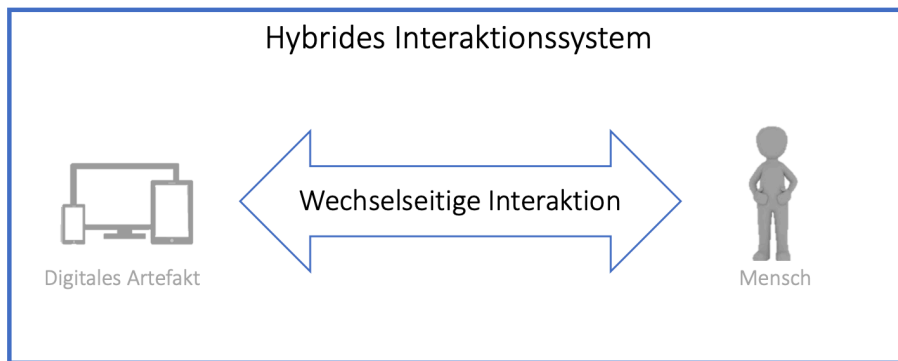 Hybrides Interaktionssystem
Wechselseitige Interaktion
Digitales Artefakt
Mensch